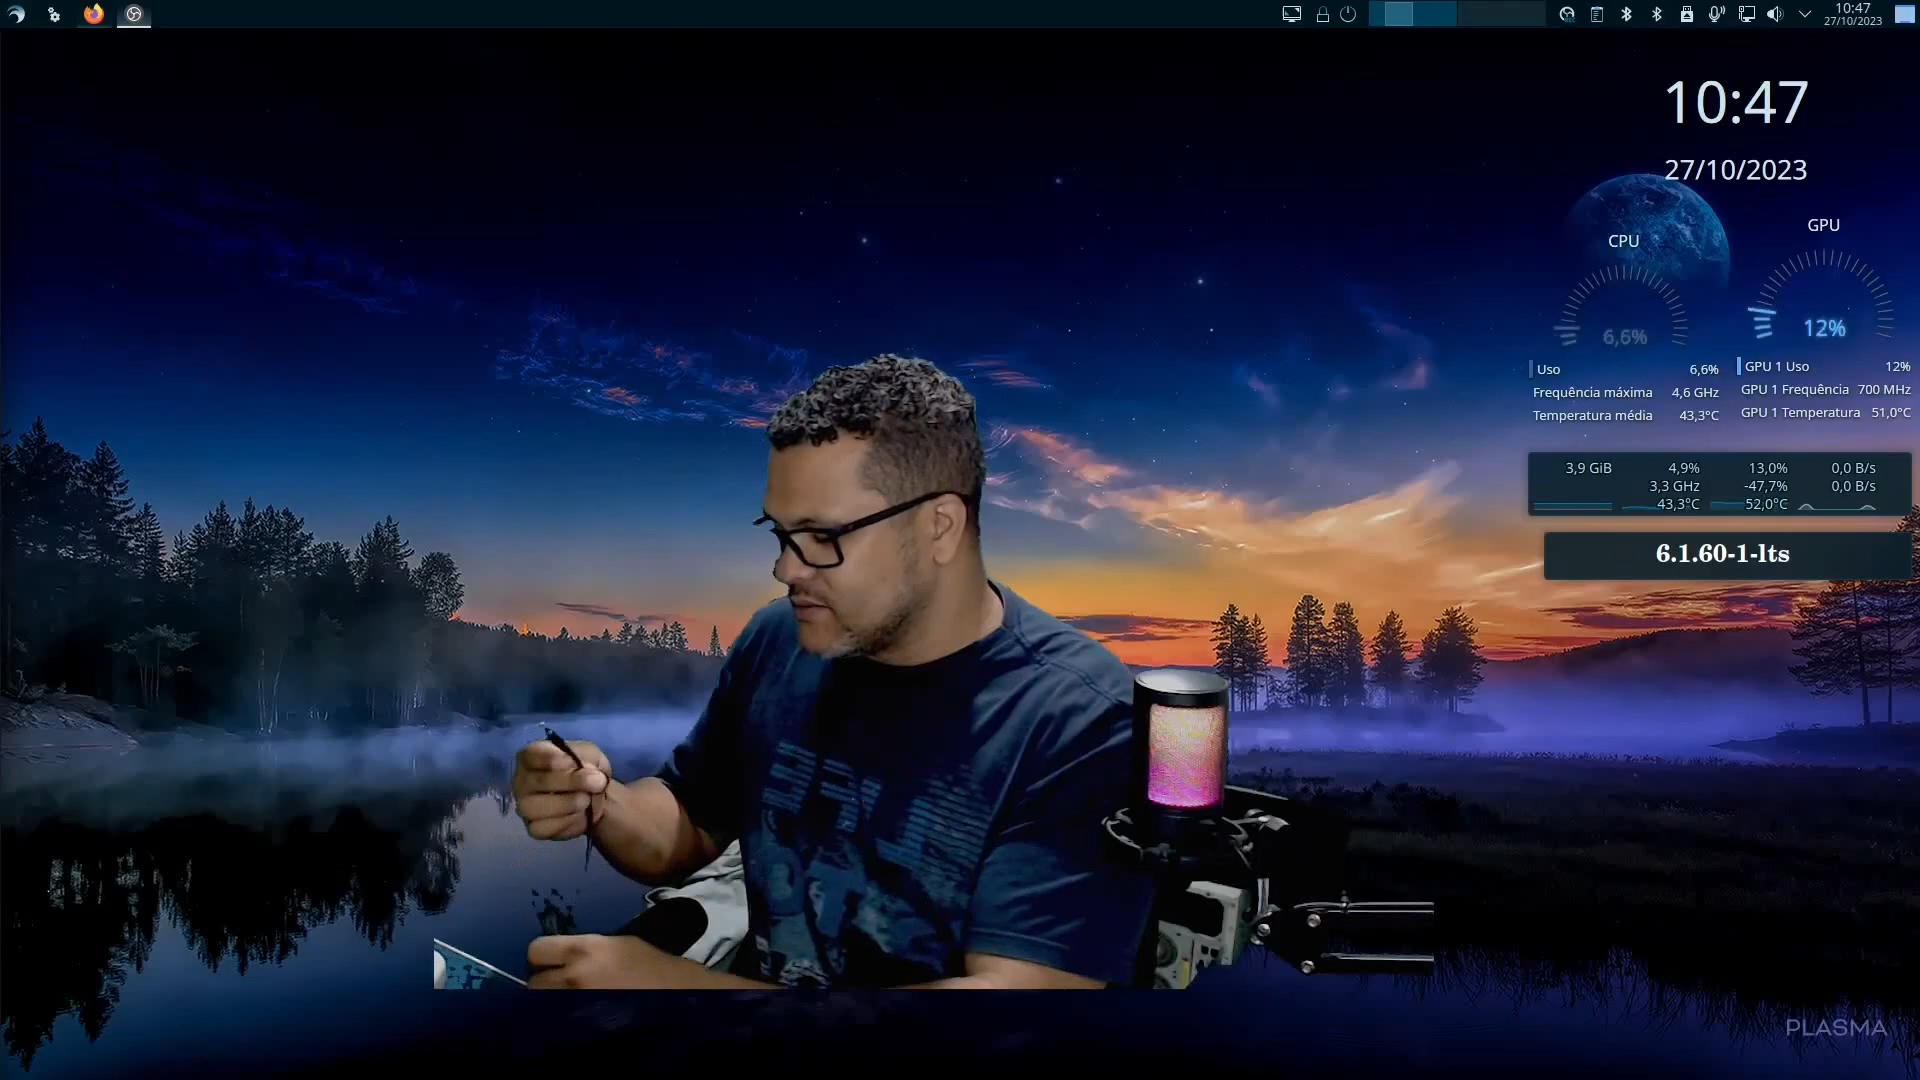 10:47
27/10/2023
10:47
27/10/2023
CPU
6,6%
Uso 6,6%
Frequência máxima 4,6 GHz
Temperatura média 43,3°C
GPU
12%
GPU 1 Uso 12%
GPU 1 Frequência 700 MHz
GPU 1 Temperatura 51,0°C
3,9 GiB 4,9% 13,0% 0,0 B/s
3,3 GHz -47,7% 0,0 B/s
43,3°C 52,0°C
6.1.60-1-lts
PLASMA